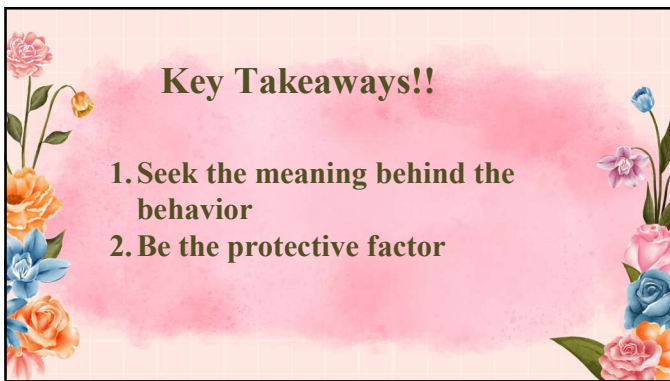 Key Takeaways!!
1. Seek the meaning behind the
behavior
2. Be the protective factor